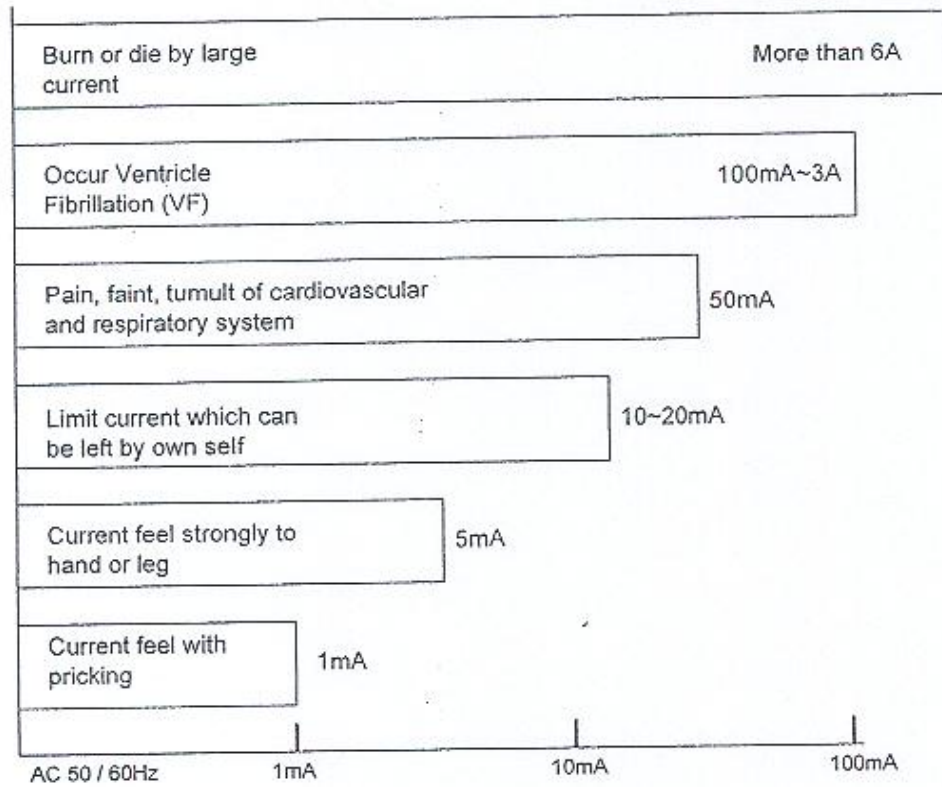 Burn or die by large
current
More than 6A
Occur Ventricle
Fibrillation (VF)
100mA~3A
Pain, faint, tumult of cardiovascular
and respiratory system
50mA
Limit current which can
be left by own self
10~20mA
Current feel strongly to
hand or leg
5mA
Current feel with
pricking
1mA
AC 50 / 60Hz
1mA
10mA
100mA